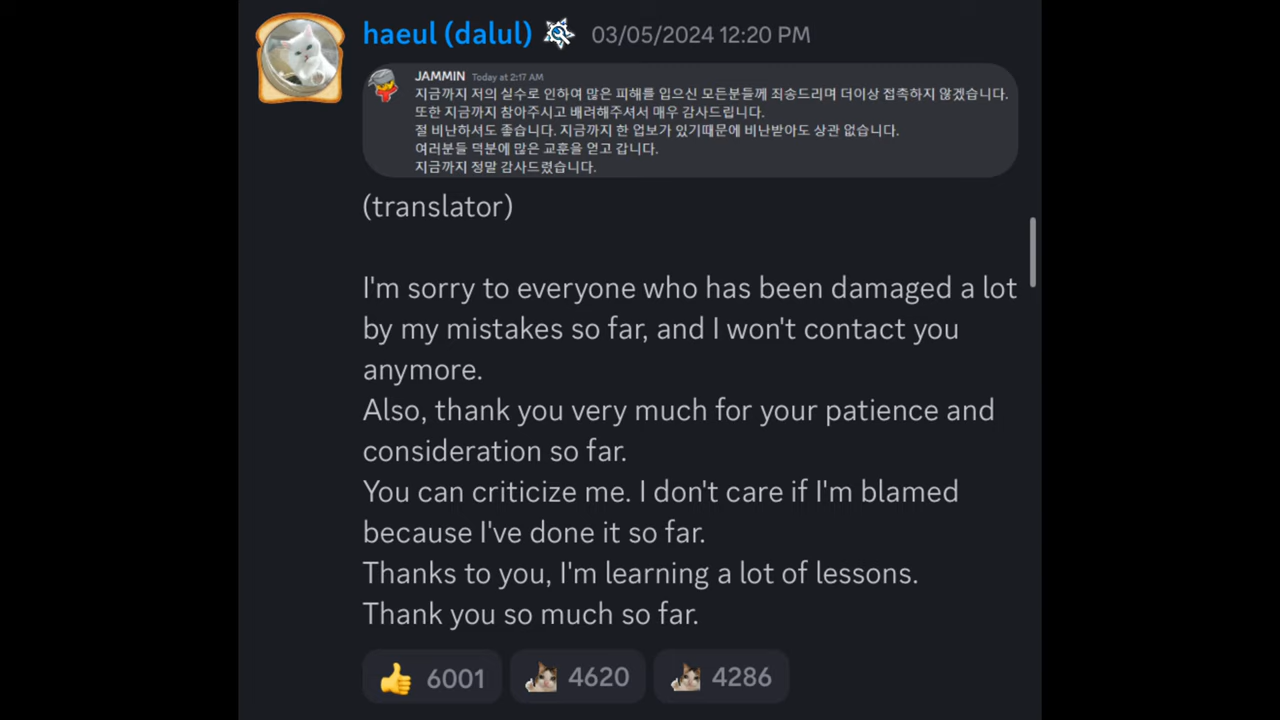 haeul (dalul) 03/05/2024 12:20 PM
JAMMIN Today at 2:17 AM
지금까지 저의 실수로 인하여 많은 피해를 입으신 모든분들께 죄송드리며 더이상 접촉하지 않겠습니다.
또한 지금까지 참아주시고 배려해주셔서 매우 감사드립니다.
절 비난하셔도 좋습니다. 지금까지 한 업보가 있기때문에 비난받아도 상관 없습니다.
여러분들 덕분에 많은 교훈을 얻고 갑니다.
지금까지 정말 감사드렸습니다.
(translator)
I'm sorry to everyone who has been damaged a lot
by my mistakes so far, and I won't contact you
anymore.
Also, thank you very much for your patience and
consideration so far.
You can criticize me. I don't care if I'm blamed
because I've done it so far.
Thanks to you, I'm learning a lot of lessons.
Thank you so much so far.
6001 4620 4286